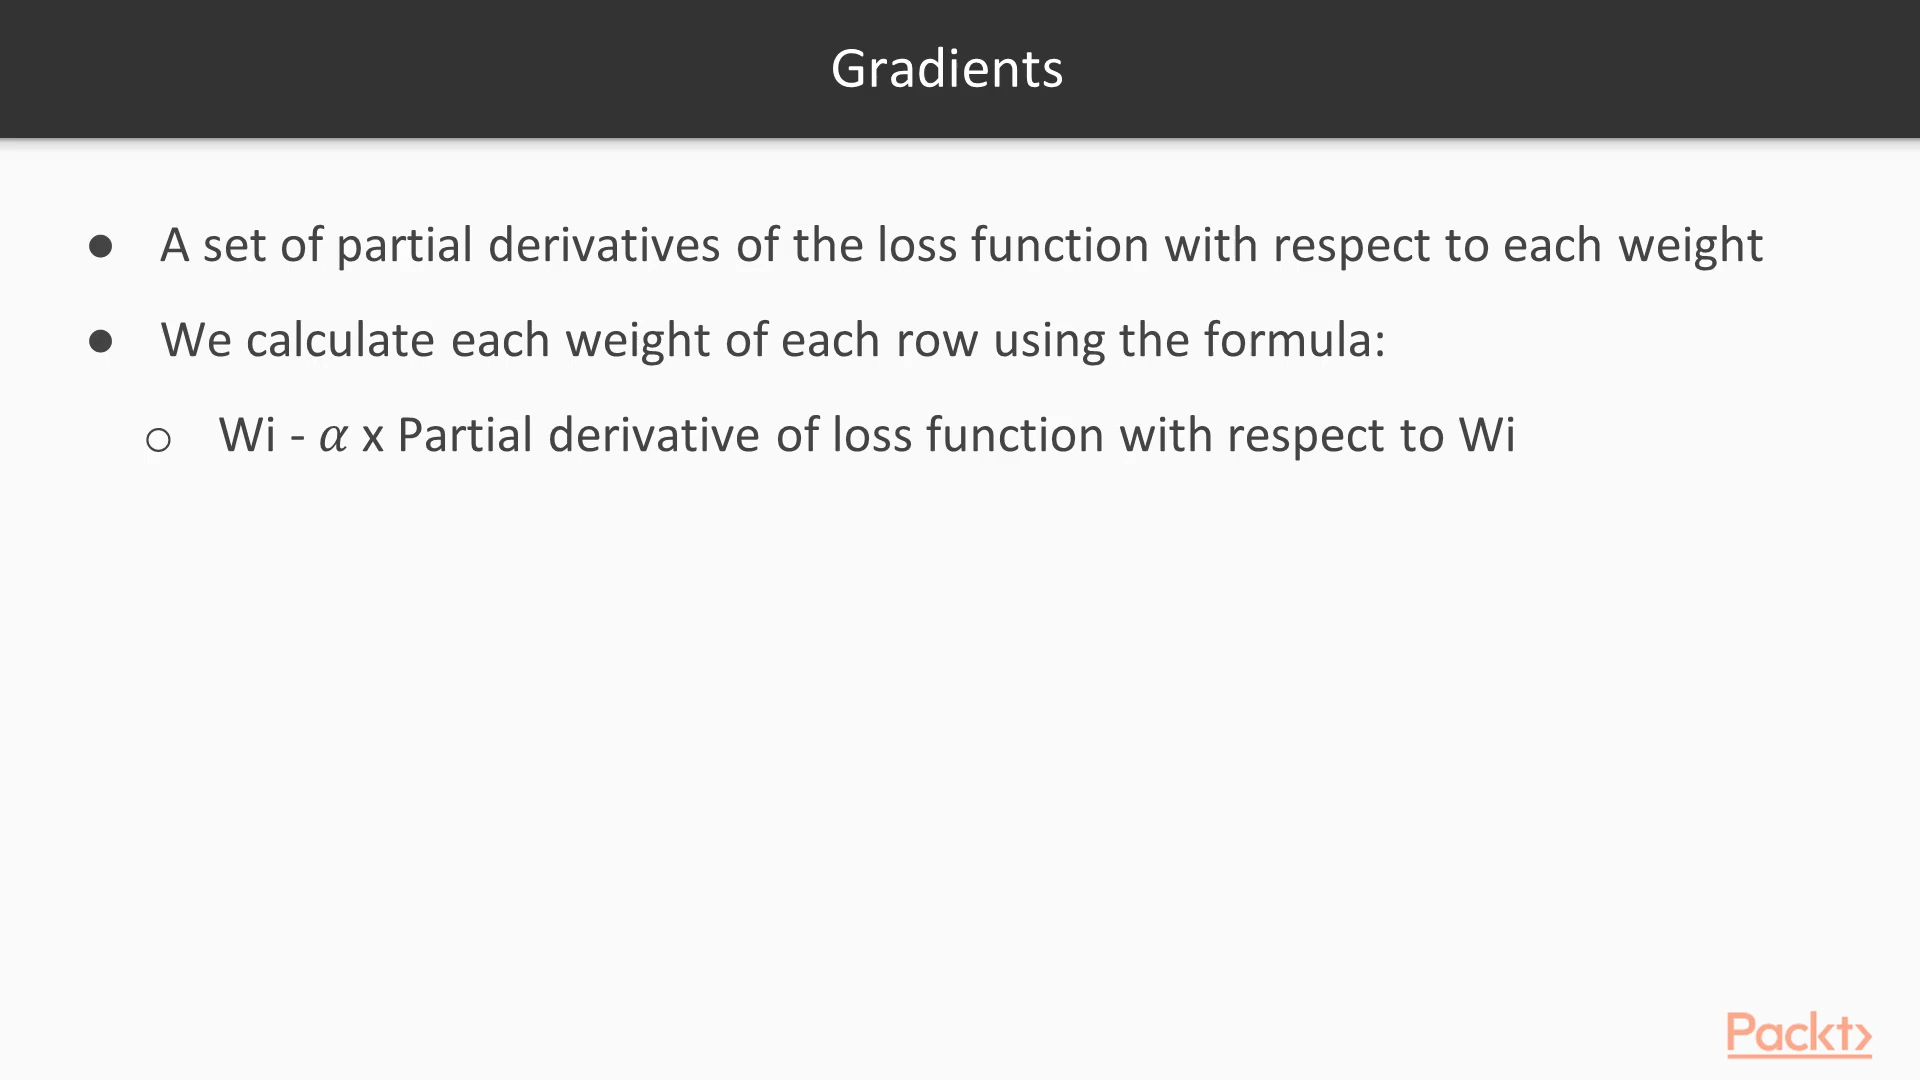 Gradients
● A set of partial derivatives of the loss function with respect to each weight
● We calculate each weight of each row using the formula:
○ Wi - 𝛼 x Partial derivative of loss function with respect to Wi
Packt>